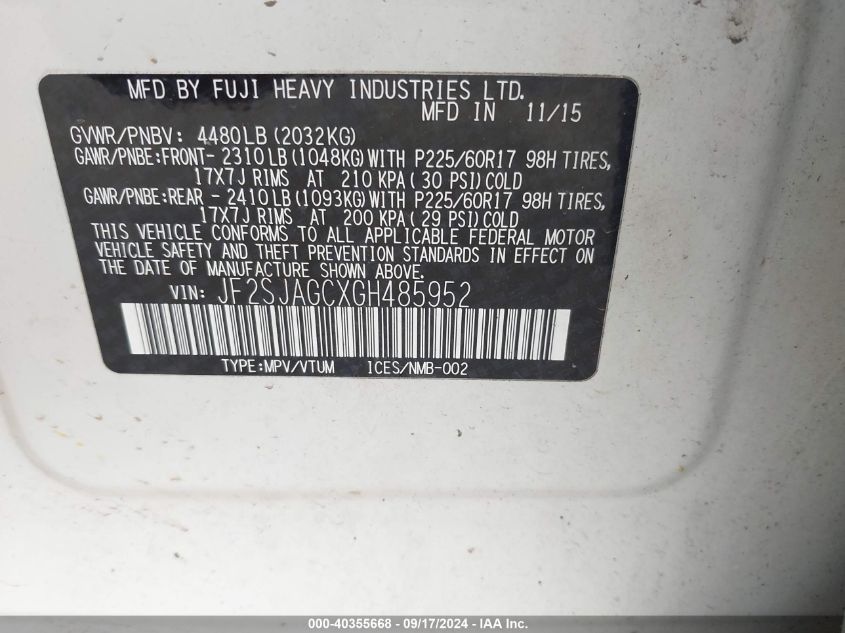 MFD BY FUJI HEAVY INDUSTRIES LTD.
MFD IN 11/15
GVWR/PNBV: 4480LB (2032KG)
GAWR/PNBE:FRONT- 2310LB (1048KG) WITH P225/60R17 98H TIRES,
17X7J RIMS AT 210 KPA (30 PSI) COLD
GAWR/PNBE:REAR - 2410LB (1093KG) WITH P225/60R17 98H TIRES,
17X7J RIMS AT 200 KPA (29 PSI) COLD
THIS VEHICLE CONFORMS TO ALL APPLICABLE FEDERAL MOTOR
VEHICLE SAFETY AND THEFT PREVENTION STANDARDS IN EFFECT ON
THE DATE OF MANUFACTURE SHOWN ABOVE.
VIN: JF2SJAGCXGH485952
TYPE:MPV/VTUM ICES/NMB-002
000-40355668 - 09/17/2024 - IAA Inc.